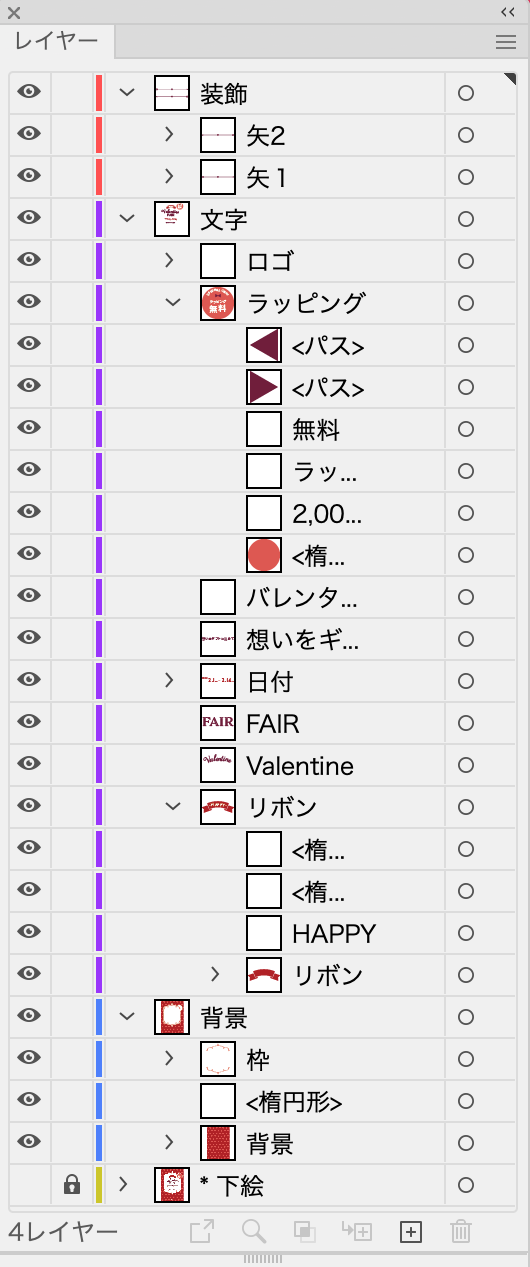 レイヤー
装飾
矢2
矢１
文字
ロゴ
ラッピング
<パス>
<パス>
無料
ラッ...
2,00...
<楕...
バレンタ...
想いをギ...
日付
FAIR
FAIR
Valentine
Valentine
リボン
<楕...
<楕...
HAPPY
リボン
背景
枠
<楕円形>
背景
* 下絵
4レイヤー